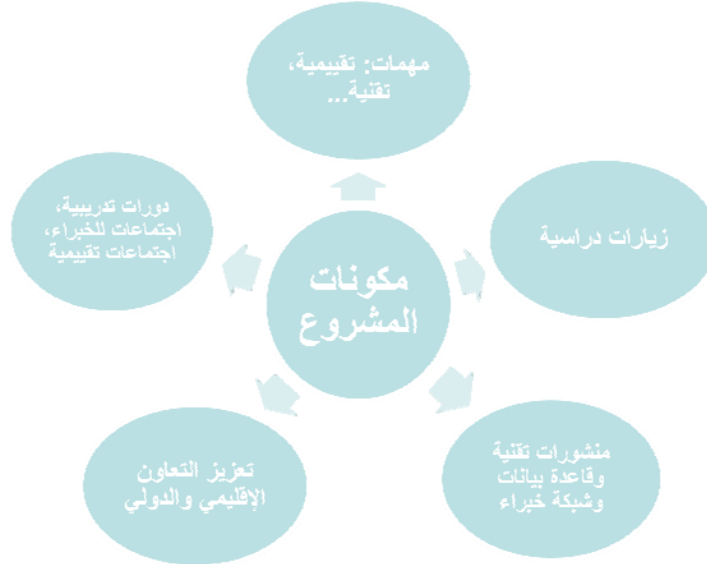 مهمات: تقييمية،
تقنية...
زيارات دراسية
دورات تدريبية،
اجتماعات للخبراء،
اجتماعات تقييمية
مكونات
المشروع
منشورات تقنية
وقاعدة بيانات
وشبكة خبراء
تعزيز التعاون
الإقليمي والدولي